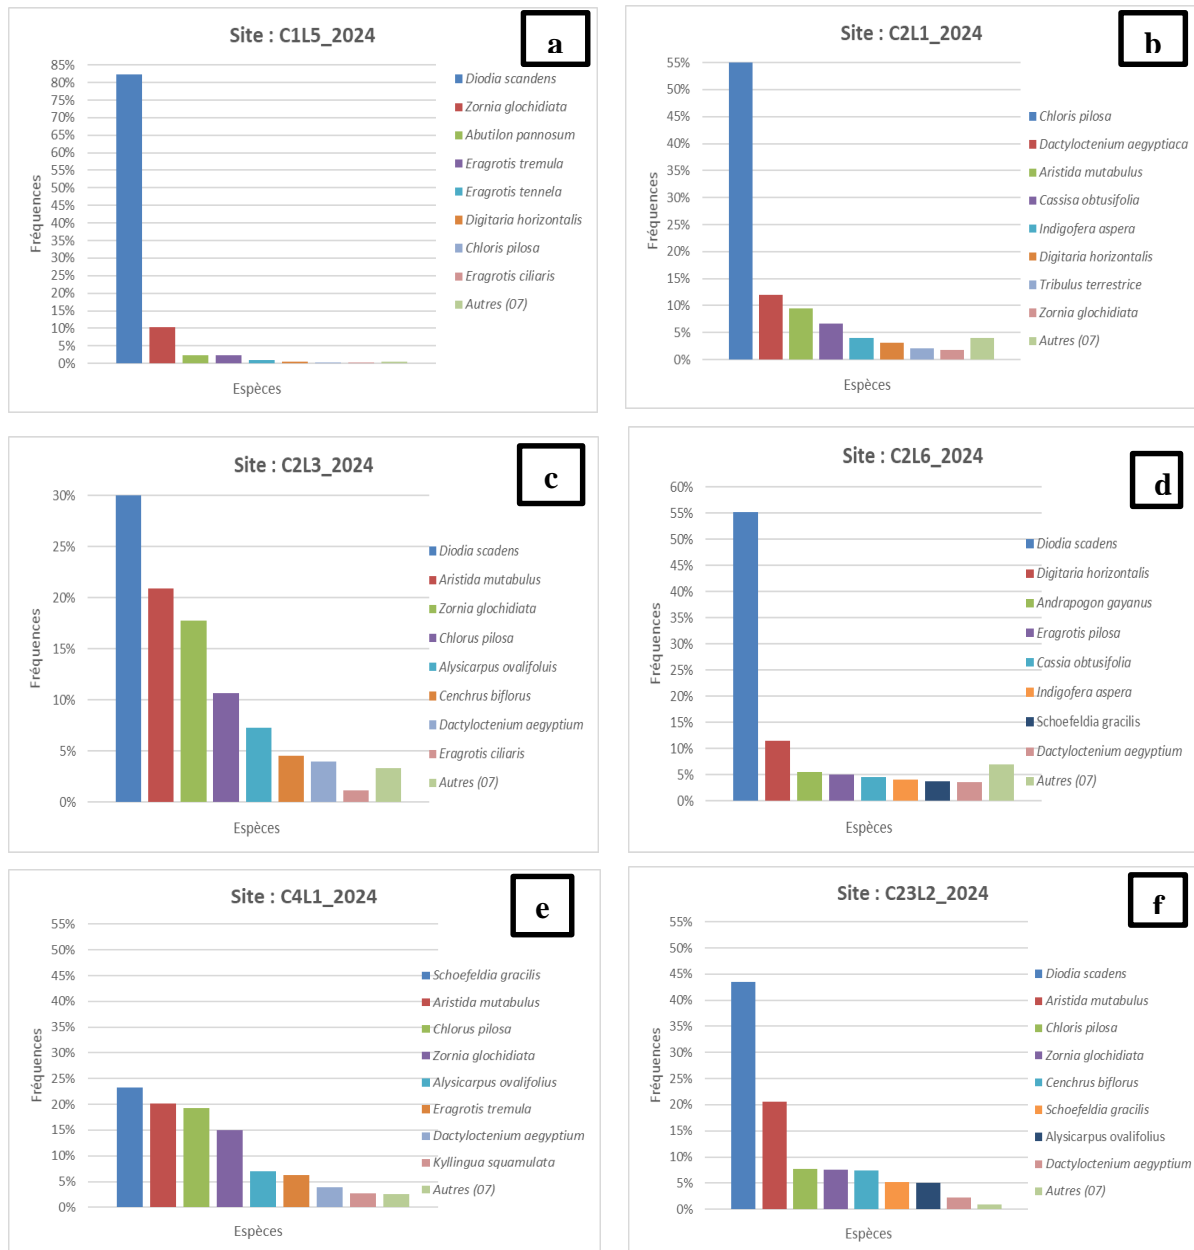 Site : C1L5_2024
a
85%
80%
75%
70%
65%
60%
55%
50%
45%
40%
35%
30%
25%
20%
15%
10%
5%
0%
Fréquences
Espèces
Diodia scandens
Zornia glochidiata
Abutilon pannosum
Eragrotis tremula
Eragrotis tennela
Digitaria horizontalis
Chloris pilosa
Eragrotis ciliaris
Autres (07)
Site : C2L1_2024
b
55%
50%
45%
40%
35%
30%
25%
20%
15%
10%
5%
0%
Fréquences
Espèces
Chloris pilosa
Dactyloctenium aegyptiaca
Aristida mutabulus
Cassisa obtusifolia
Indigofera aspera
Digitaria horizontalis
Tribulus terrestrice
Zornia glochidiata
Autres (07)
Site : C2L3_2024
c
30%
25%
20%
15%
10%
5%
0%
Fréquences
Espèces
Diodia scadens
Aristida mutabulus
Zornia glochidiata
Chlorus pilosa
Alysicarpus ovalifoluis
Cenchrus biflorus
Dactyloctenium aegyptium
Eragrotis ciliaris
Autres (07)
Site : C2L6_2024
d
60%
55%
50%
45%
40%
35%
30%
25%
20%
15%
10%
5%
0%
Fréquences
Espèces
Diodia scadens
Digitaria horizontalis
Andrapogon gayanus
Eragrotis pilosa
Cassia obtusifolia
Indigofera aspera
Schoefeldia gracilis
Dactyloctenium aegyptium
Autres (07)
Site : C4L1_2024
e
55%
50%
45%
40%
35%
30%
25%
20%
15%
10%
5%
0%
Fréquences
Espèces
Schoefeldia gracilis
Aristida mutabulus
Chlorus pilosa
Zornia glochidiata
Alysicarpus ovalifolius
Eragrotis tremula
Dactyloctenium aegyptium
Kyllingua squamulata
Autres (07)
Site : C23L2_2024
f
55%
50%
45%
40%
35%
30%
25%
20%
15%
10%
5%
0%
Fréquences
Espèces
Diodia scadens
Aristida mutabulus
Chloris pilosa
Zornia glochidiata
Cenchrus biflorus
Schoefeldia gracilis
Alysicarpus ovalifolius
Dactyloctenium aegyptium
Autres (07)